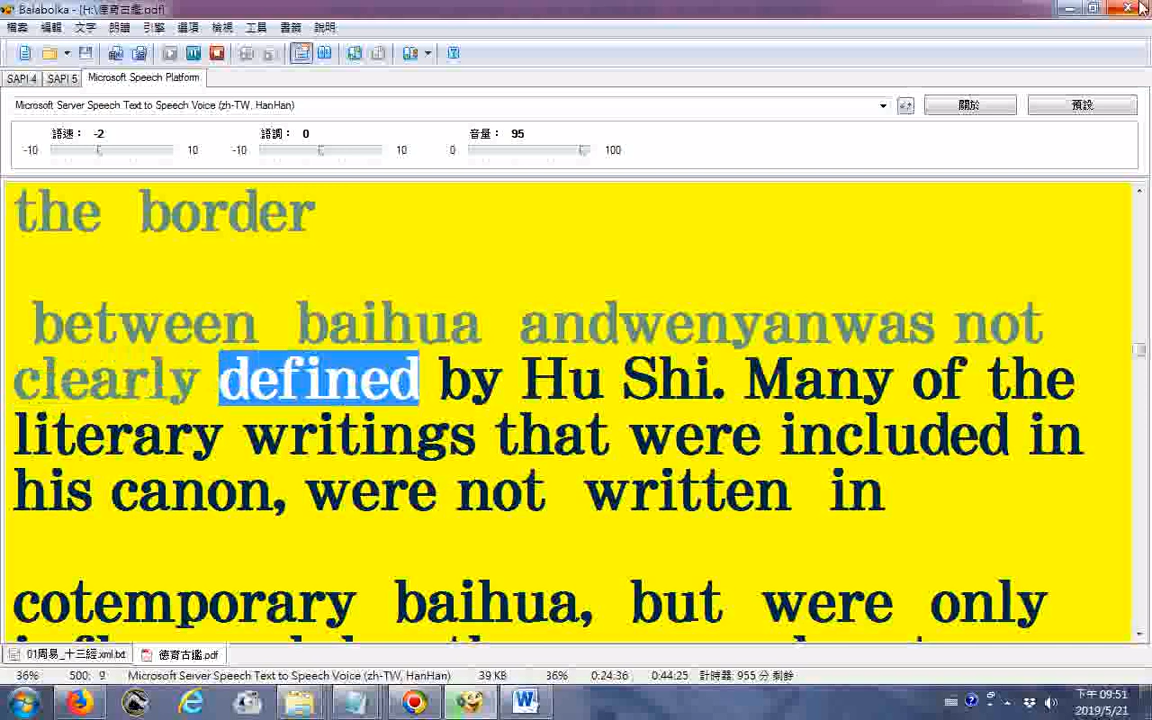 Balabolka - [H:\德育古鑑.pdf]
檔案 編輯 文字 朗讀 引擎 選項 檢視 工具 書籤 說明
SAPI 4 SAPI 5 Microsoft Speech Platform
Microsoft Server Speech Text to Speech Voice (zh-TW, HanHan) 關於 預設
語速： -2 語調： 0 音量： 95
-10 10 -10 10 0 100
the border
between baihua andwenyanwas not
clearly defined by Hu Shi. Many of the
literary writings that were included in
his canon, were not written in
cotemporary baihua, but were only
01周易_十三經.xml.txt 德育古鑑.pdf
36% 500: 9 Microsoft Server Speech Text to Speech Voice (zh-TW, HanHan) 39 KB 36% 0:24:36 0:44:25 計時器: 955 分 剩餘
下午 09:51
2019/5/21